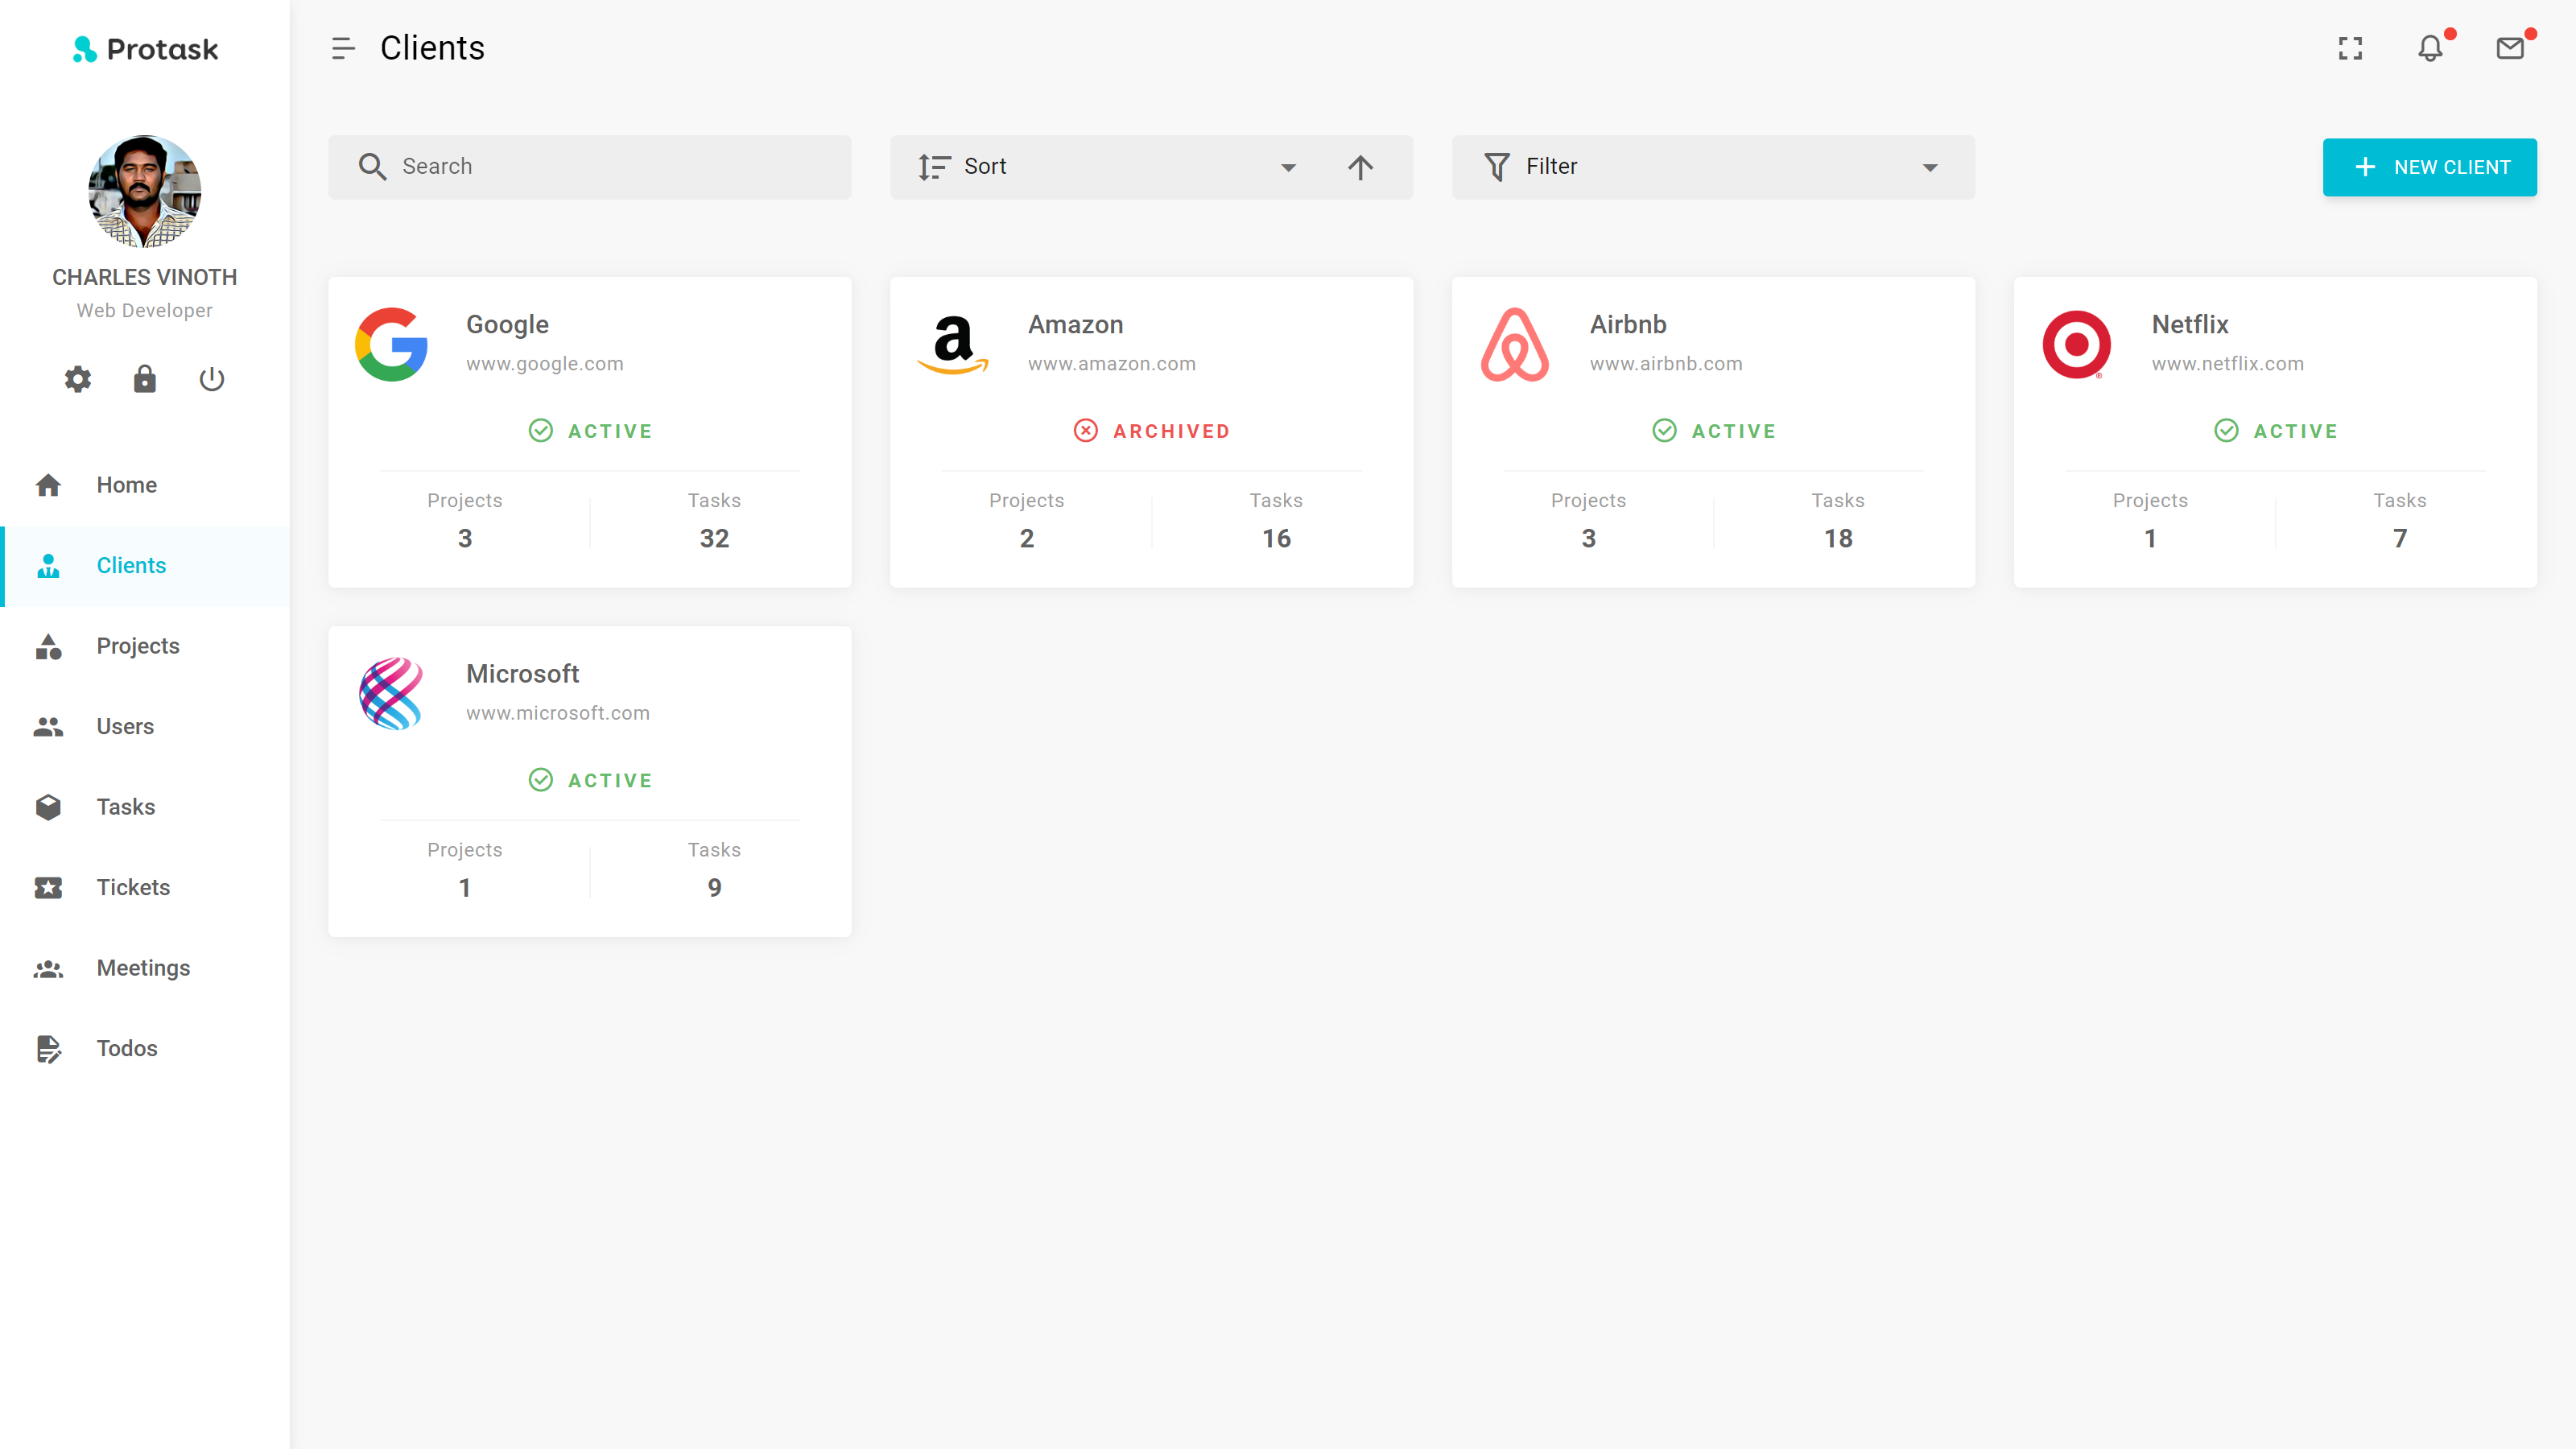 Protask
Clients
CHARLES VINOTH
Web Developer
Home
Clients
Projects
Users
Tasks
Tickets
Meetings
Todos
Search
Sort
Filter
NEW CLIENT
Google
www.google.com
ACTIVE
Projects Tasks
3 32
Amazon
www.amazon.com
ARCHIVED
Projects Tasks
2 16
Airbnb
www.airbnb.com
ACTIVE
Projects Tasks
3 18
Netflix
www.netflix.com
ACTIVE
Projects Tasks
1 7
Microsoft
www.microsoft.com
ACTIVE
Projects Tasks
1 9